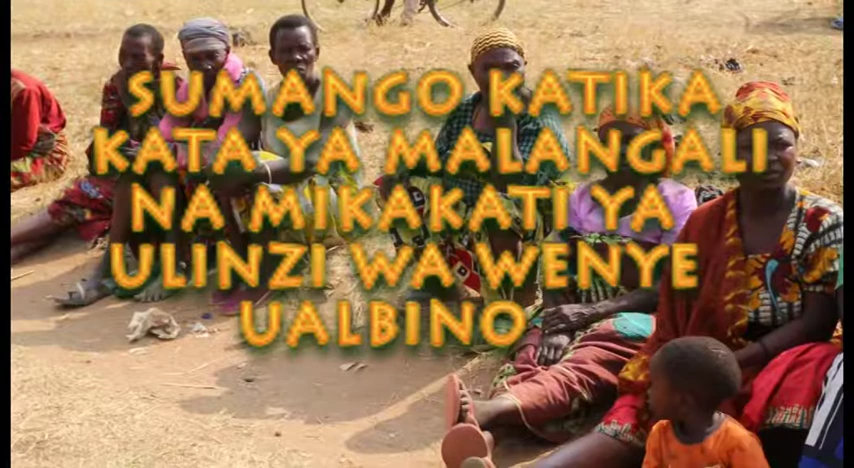 SUMANGO KATIKA
KATA YA MALANGALI
NA MIKAKATI YA
ULINZI WA WENYE
UALBINO